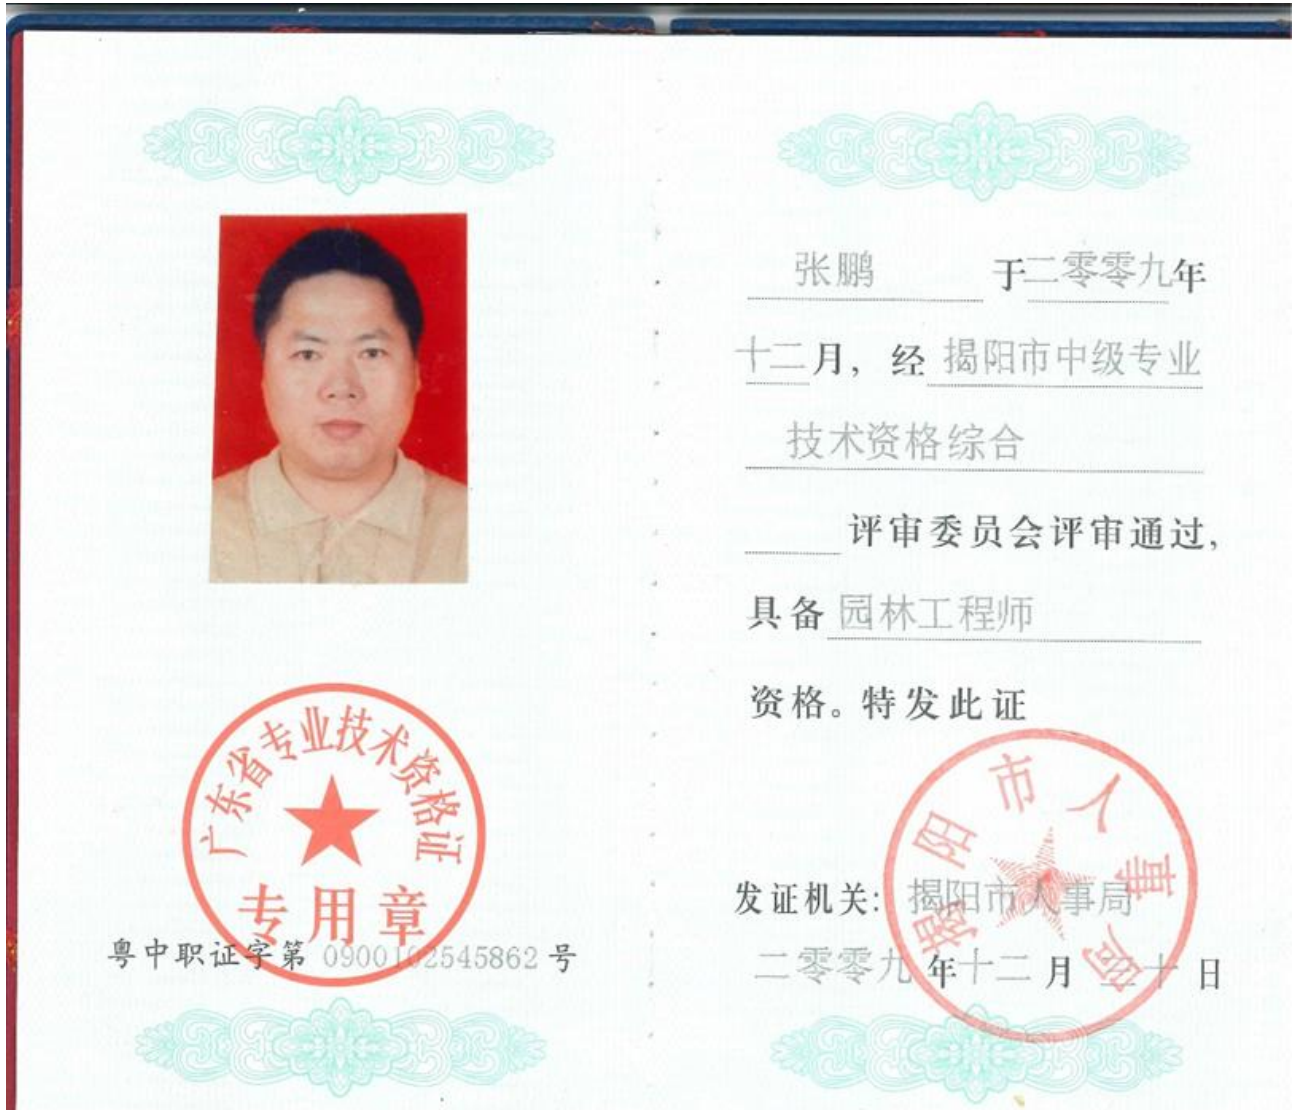 广东省专业技术资格证
专用章
粤中职证字第 0900102545862 号
张鹏 于二零零九年
十二月，经 揭阳市中级专业
技术资格综合
评审委员会评审通过,
具备 园林工程师
资格。特发此证
揭阳市人事局
发证机关: 揭阳市人事局
二零零九 年十二 月 三十 日